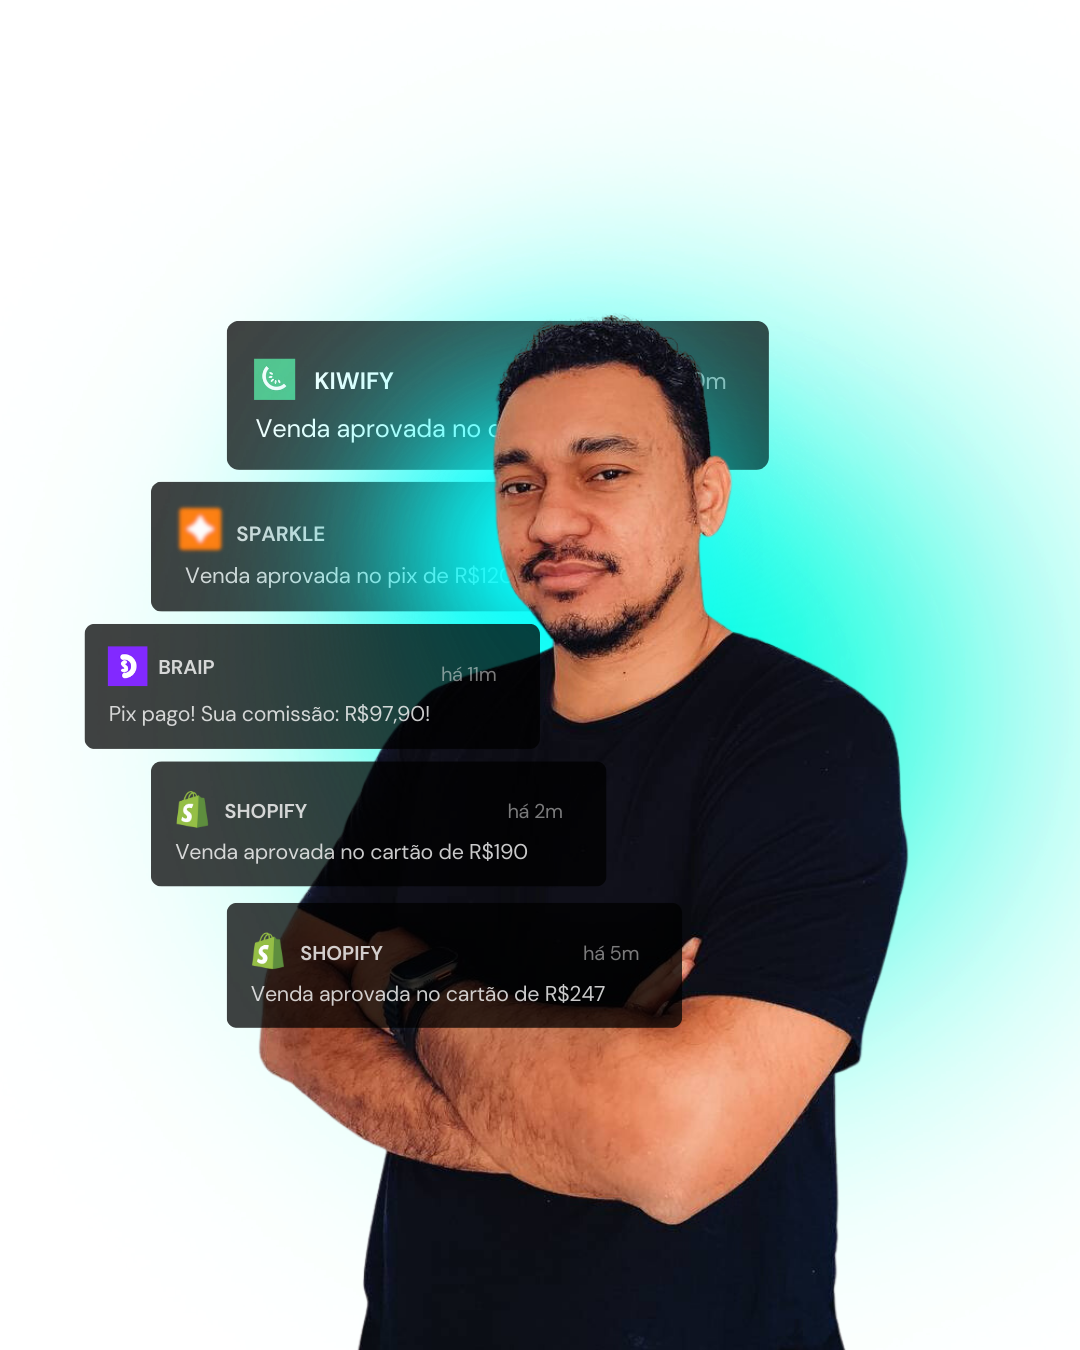 KIWIFY
Venda aprovada no
SPARKLE
Venda aprovada no pix de R$120
BRAIP
há 11m
Pix pago! Sua comissão: R$97,90!
SHOPIFY
há 2m
Venda aprovada no cartão de R$190
SHOPIFY
há 5m
Venda aprovada no cartão de R$247